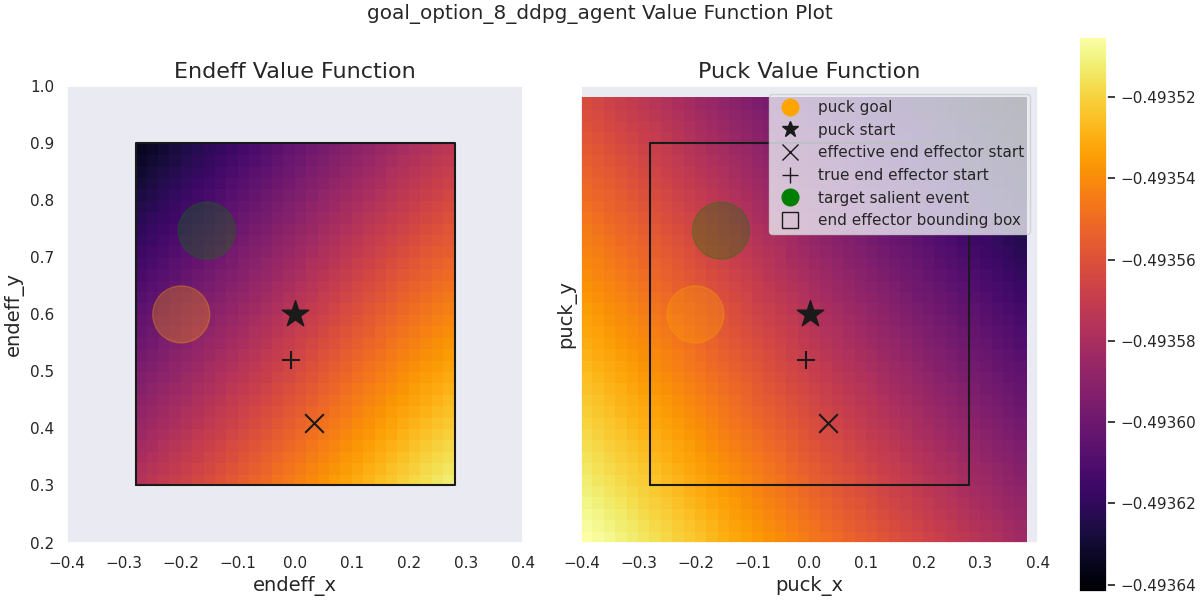 goal_option_8_ddpg_agent Value Function Plot
Endeff Value Function
1.0
0.9
0.8
0.7
0.6
0.5
0.4
0.3
0.2
endeff_y
−0.4 −0.3 −0.2 −0.1 0.0 0.1 0.2 0.3 0.4
endeff_x
Puck Value Function
puck goal
puck start
effective end effector start
true end effector start
target salient event
end effector bounding box
puck_y
−0.4 −0.3 −0.2 −0.1 0.0 0.1 0.2 0.3 0.4
puck_x
−0.49352
−0.49354
−0.49356
−0.49358
−0.49360
−0.49362
−0.49364